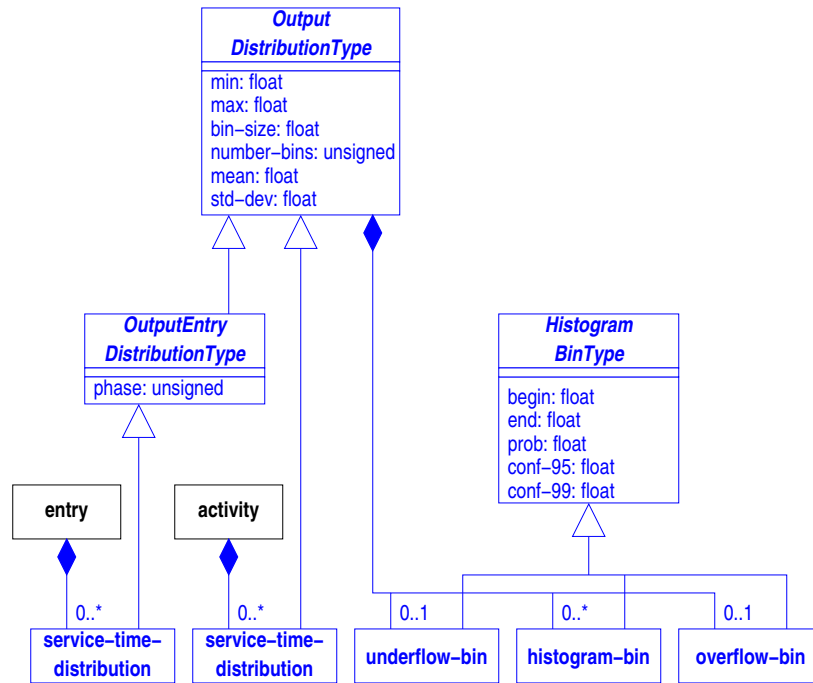 Output
DistributionType
min: float
max: float
bin−size: float
number−bins: unsigned
mean: float
std−dev: float
OutputEntry
DistributionType
phase: unsigned
Histogram
BinType
begin: float
end: float
prob: float
conf−95: float
conf−99: float
entry
activity
0..*
0..*
0..1
0..*
0..1
service−time−
distribution
service−time−
distribution
underflow−bin
histogram−bin
overflow−bin